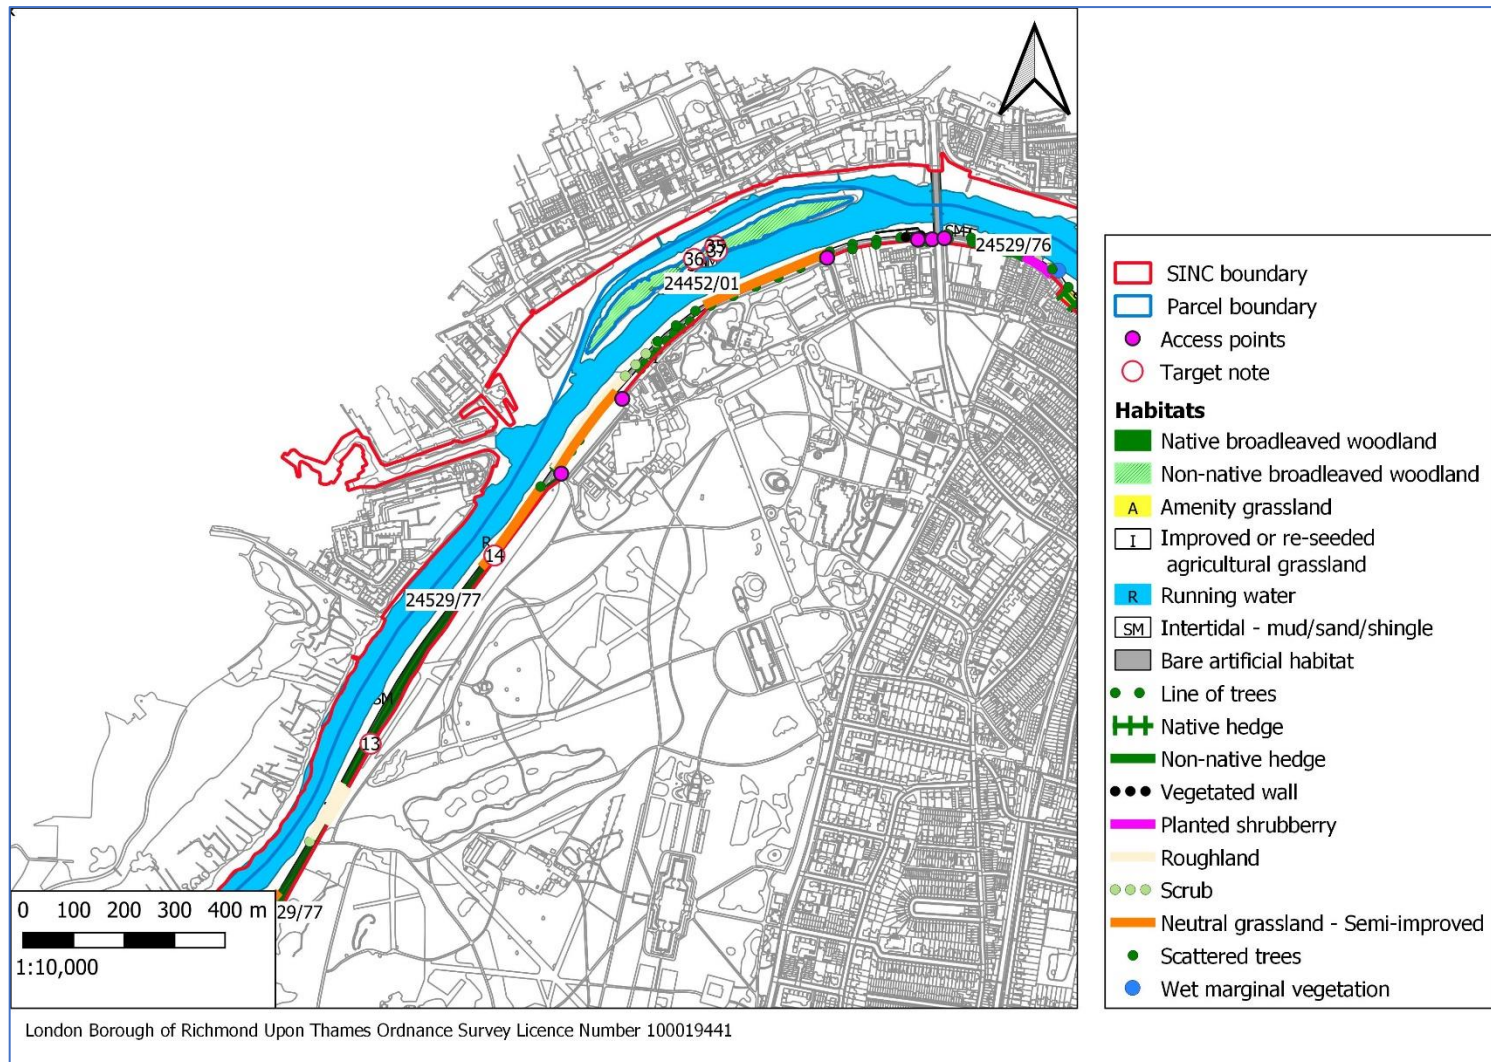 35
36
37
24452/01
SM
24529/76
14
R
24529/77
SM
13
29/77
0 100 200 300 400 m
1:10,000
SINC boundary
Parcel boundary
Access points
Target note
Habitats
Native broadleaved woodland
Non-native broadleaved woodland
A Amenity grassland
I Improved or re-seeded
agricultural grassland
R Running water
SM Intertidal - mud/sand/shingle
Bare artificial habitat
Line of trees
Native hedge
Non-native hedge
Vegetated wall
Planted shrubbery
Roughland
Scrub
Neutral grassland - Semi-improved
Scattered trees
Wet marginal vegetation
London Borough of Richmond Upon Thames Ordnance Survey Licence Number 100019441